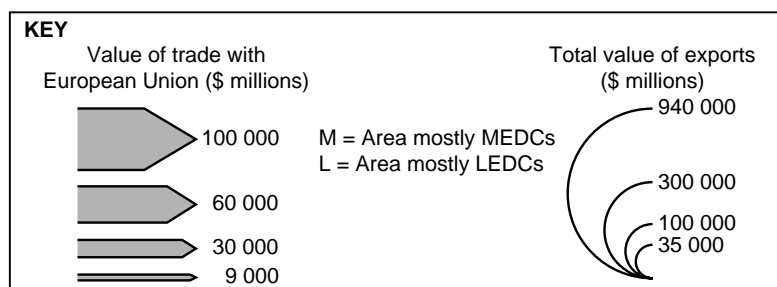 KEY
Value of trade with
European Union ($ millions)
100 000
60 000
30 000
9 000
M = Area mostly MEDCs
L = Area mostly LEDCs
Total value of exports
($ millions)
940 000
300 000
100 000
35 000